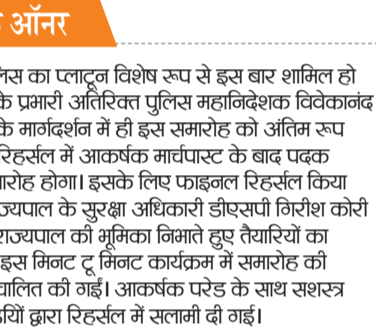 ऑनर
का प्लाटून विशेष रूप से इस बार शामिल हो
के प्रभारी अतिरिक्त पुलिस महानिदेशक विवेकानंद
के मार्गदर्शन में ही इस समारोह को अंतिम रूप
रिहर्सल में आकर्षक मार्चपास्ट के बाद पदक
होगा। इसके लिए फाइनल रिहर्सल किया
के सुरक्षा अधिकारी डीएसपी गिरीश कोरी
राज्यपाल की भूमिका निभाते हुए तैयारियों का
इस मिनट टू मिनट कार्यक्रम में समारोह की
की गईं। आकर्षक परेड के साथ सशस्त्र
द्वारा रिहर्सल में सलामी दी गई।